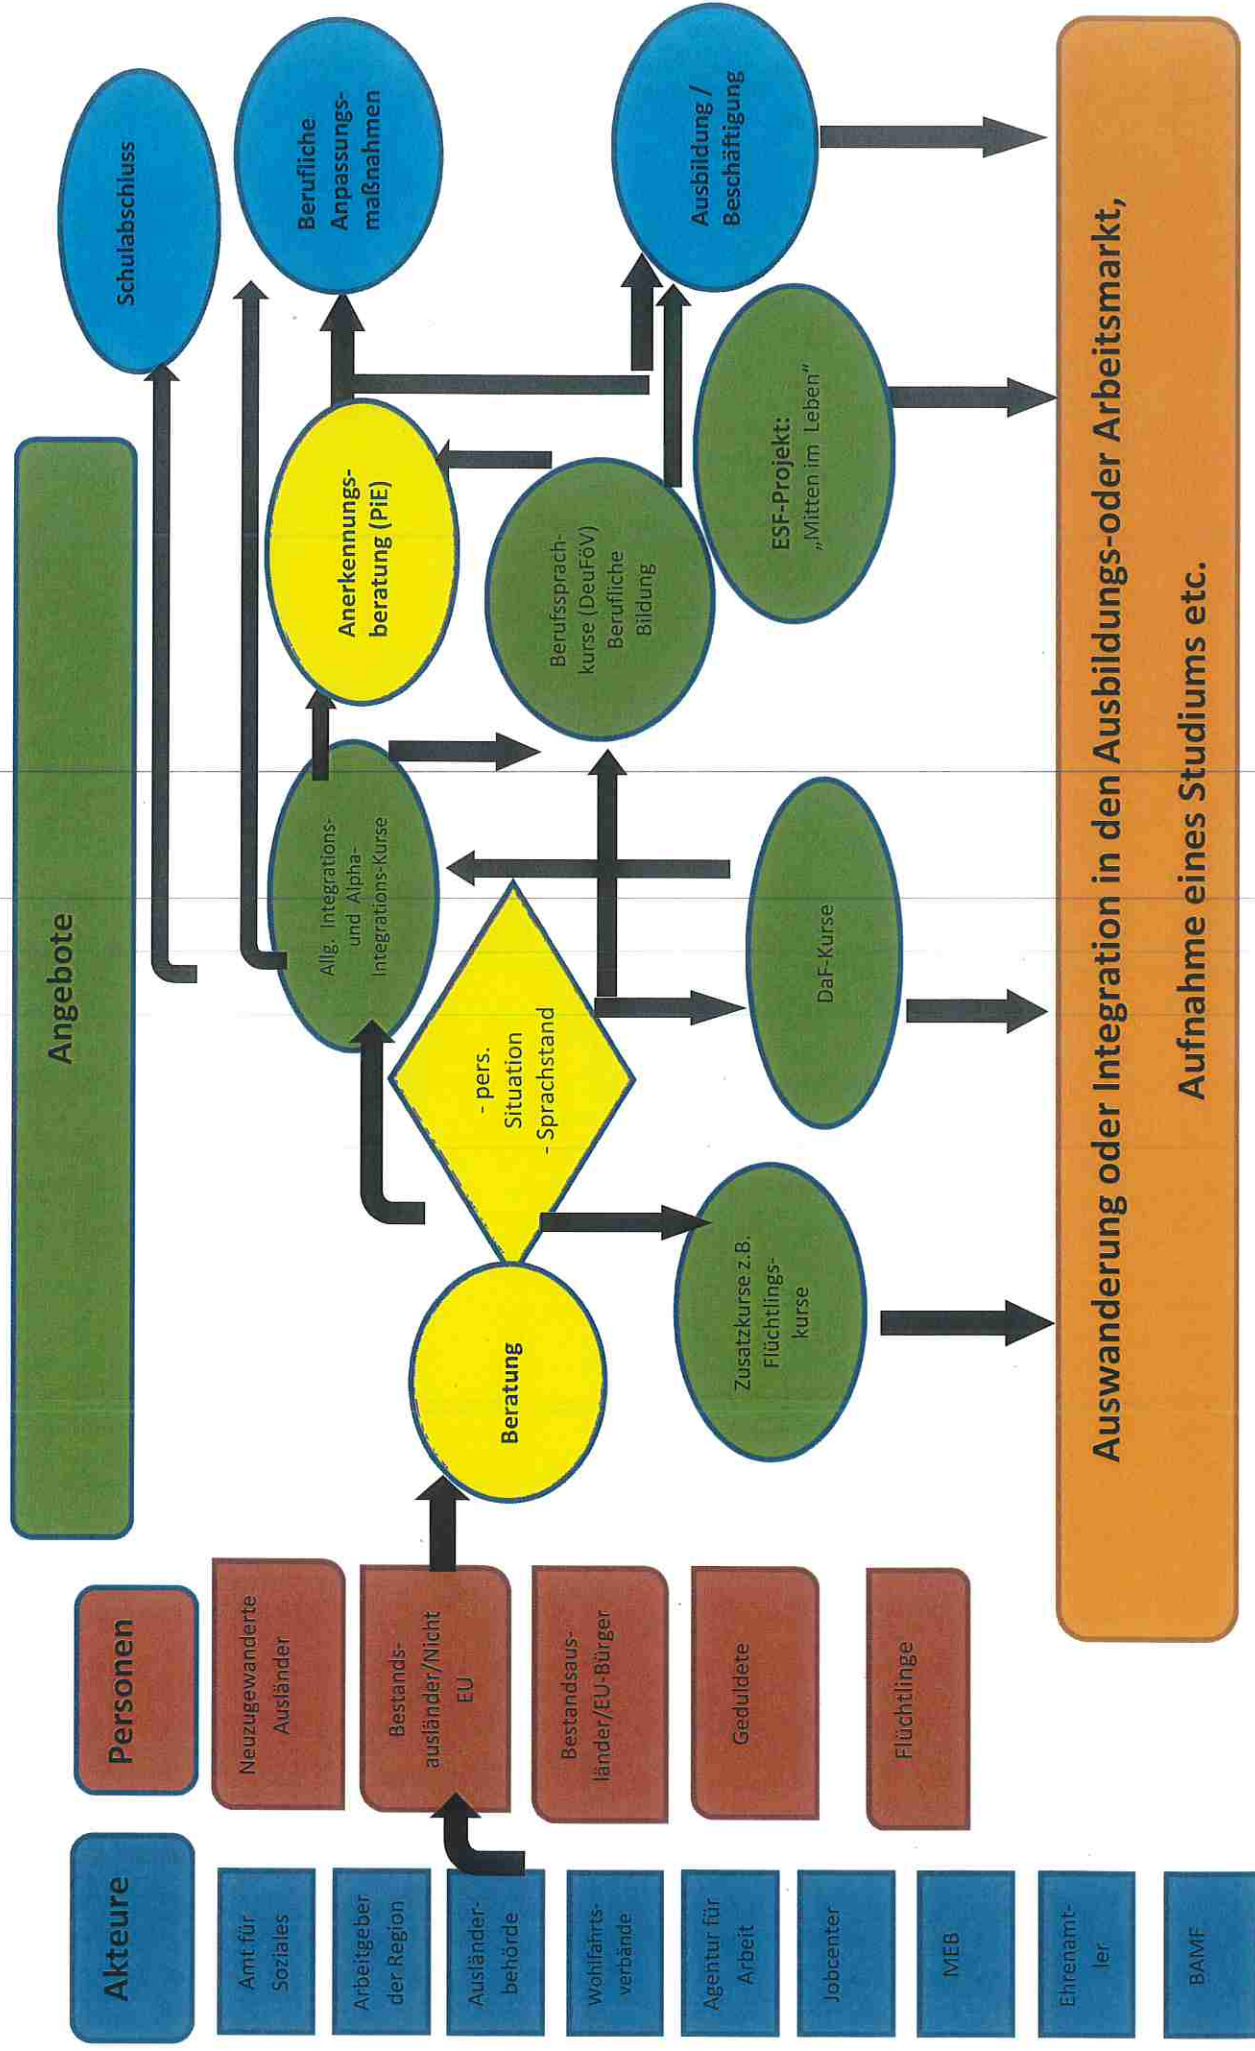 Akteure
Amt für
Soziales
Arbeitgeber
der Region
Ausländer-
behörde
Wohlfahrts-
verbände
Agentur für
Arbeit
Jobcenter
MEB
Ehrenamt-
ler
BAMF
Personen
Neuzugewanderte
Ausländer
Bestands-
ausländer/Nicht
EU
Bestandsaus-
länder/EU-Bürger
Geduldete
Flüchtlinge
Angebote
Beratung
- pers.
Situation
- Sprachstand
Zusatzkurse z.B.
Flüchtlings-
kurse
Allg. Integrations-
und Alpha-
Integrations-Kurse
DaF-Kurse
Anerkennungs-
beratung (PiE)
Berufssprach-
kurse (DeuFöV)
Berufliche
Bildung
ESF-Projekt:
„Mitten im Leben“
Schulabschluss
Berufliche
Anpassungs-
maßnahmen
Ausbildung /
Beschäftigung
Auswanderung oder Integration in den Ausbildungs-oder Arbeitsmarkt,
Aufnahme eines Studiums etc.